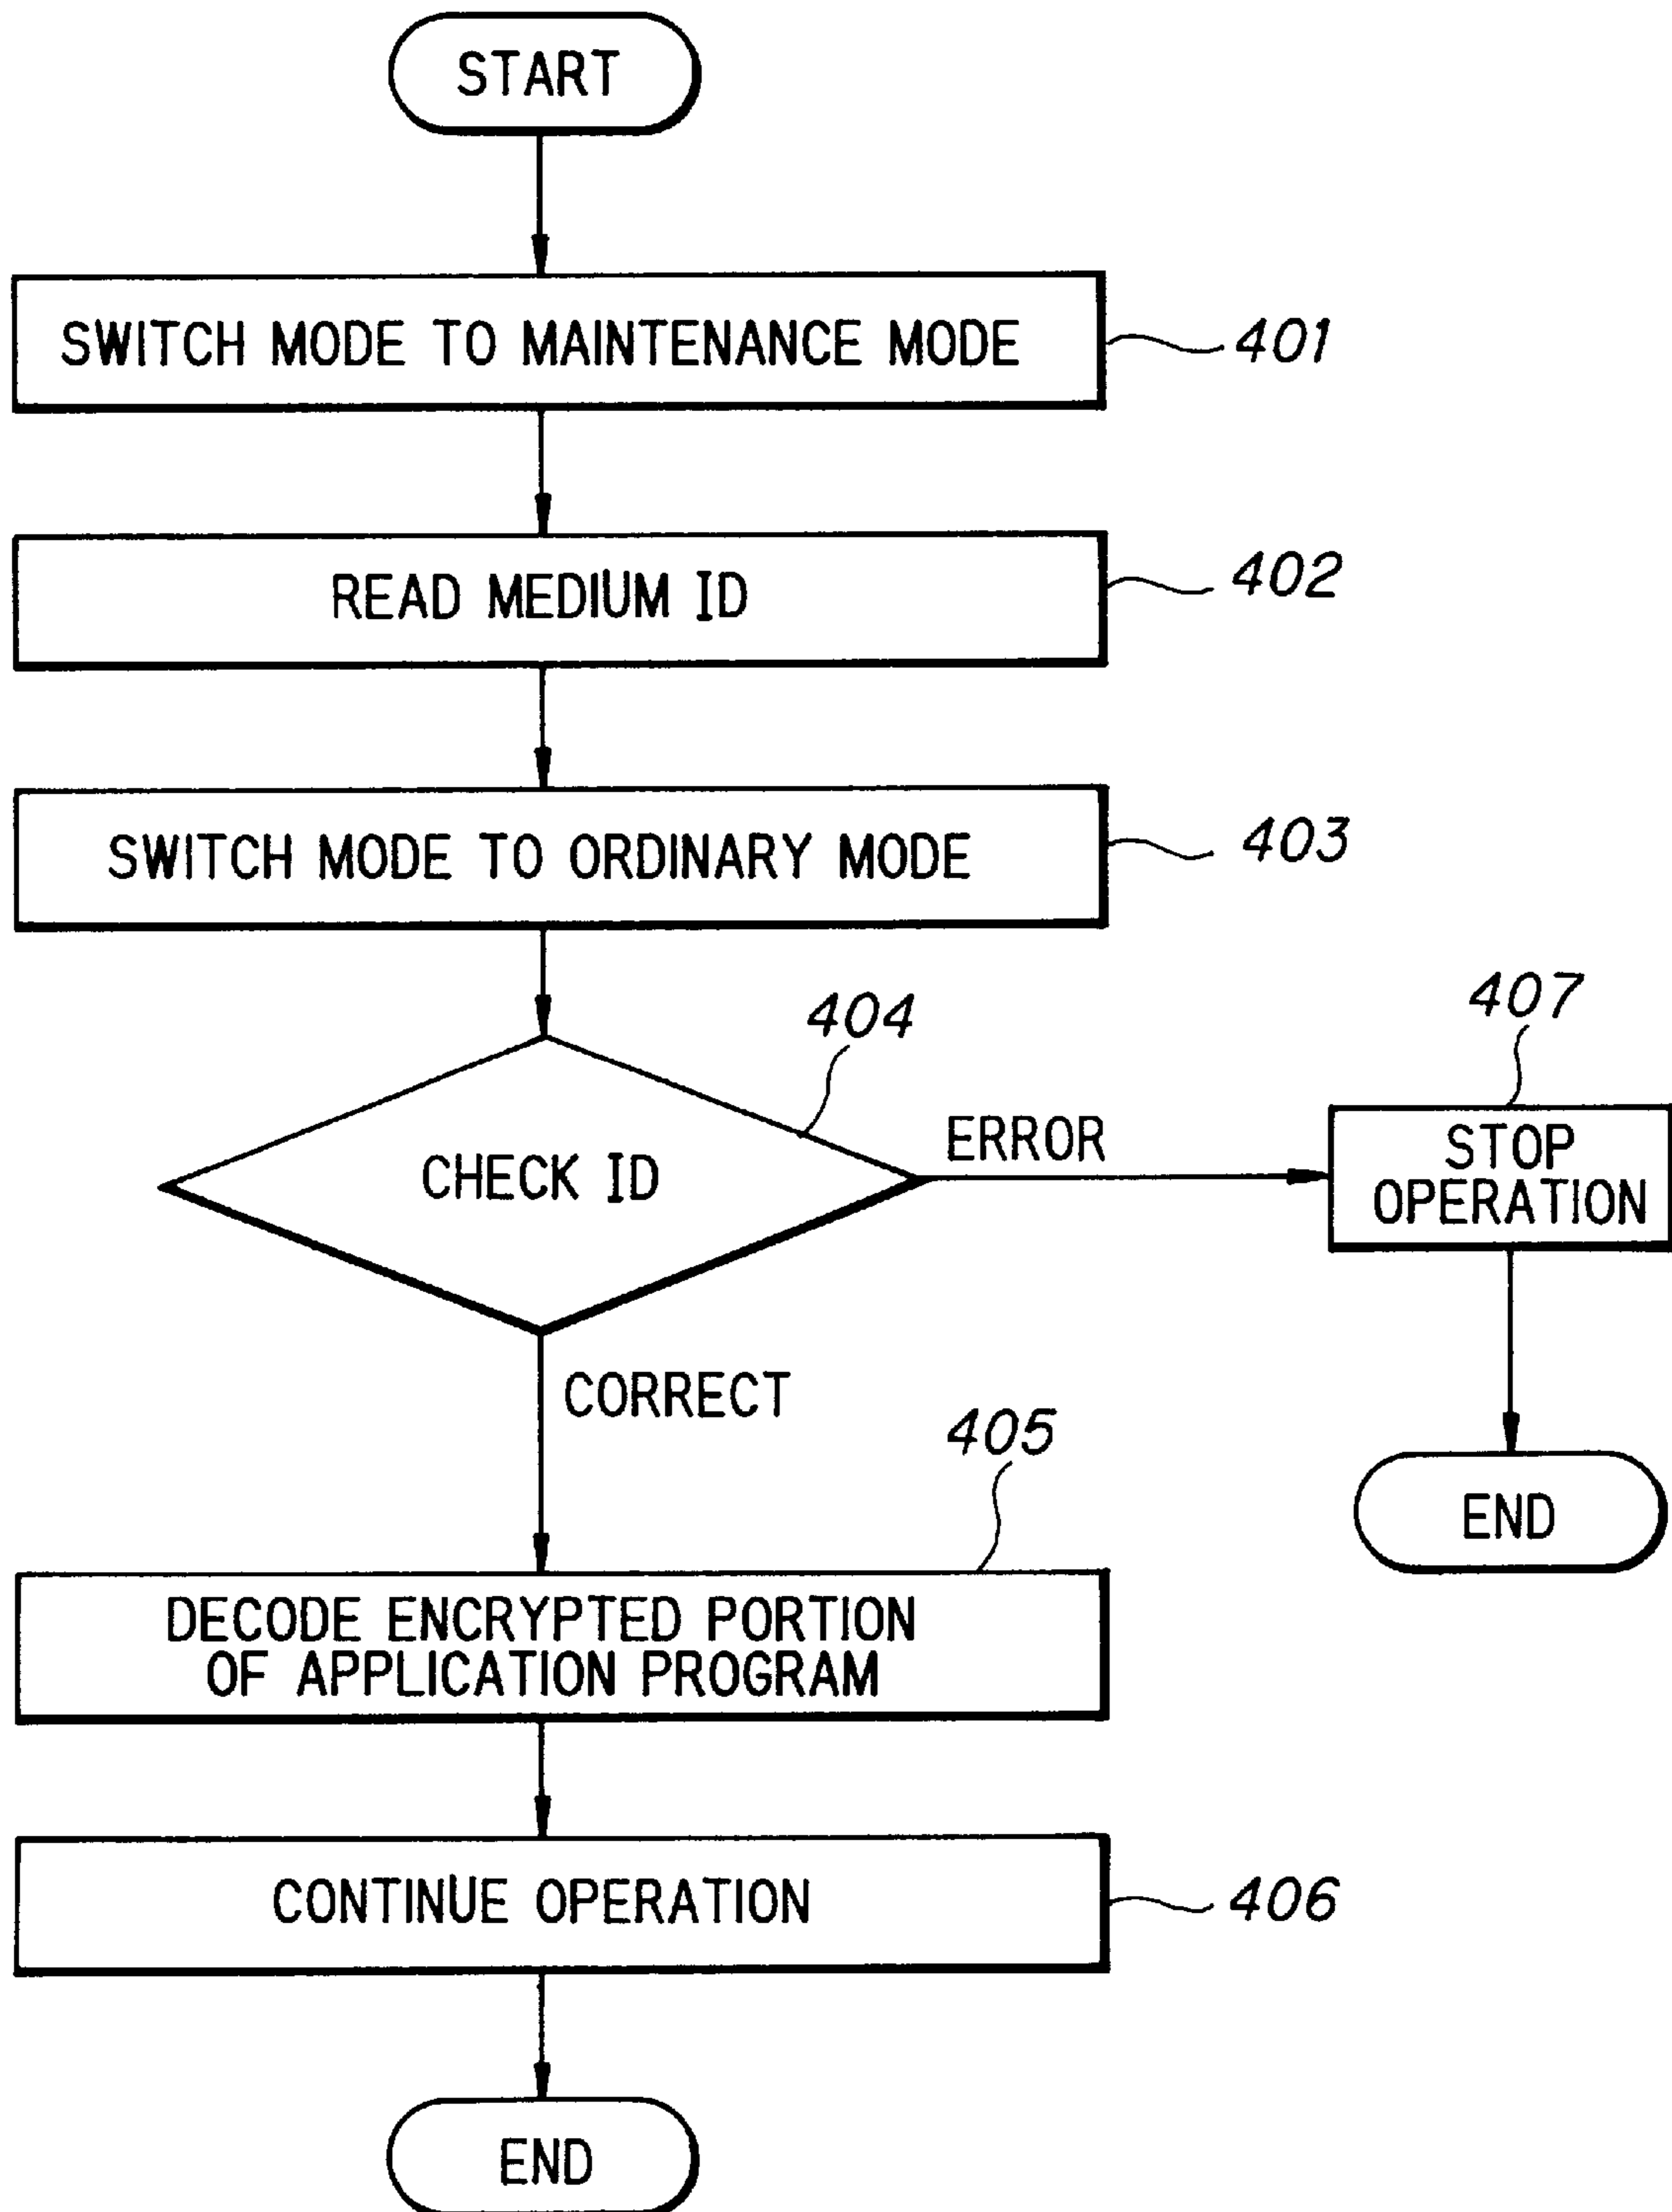 START
SWITCH MODE TO MAINTENANCE MODE
401
READ MEDIUM ID
402
SWITCH MODE TO ORDINARY MODE
403
404
407
CHECK ID
ERROR
STOP
OPERATION
CORRECT
405
END
DECODE ENCRYPTED PORTION
OF APPLICATION PROGRAM
CONTINUE OPERATION
406
END